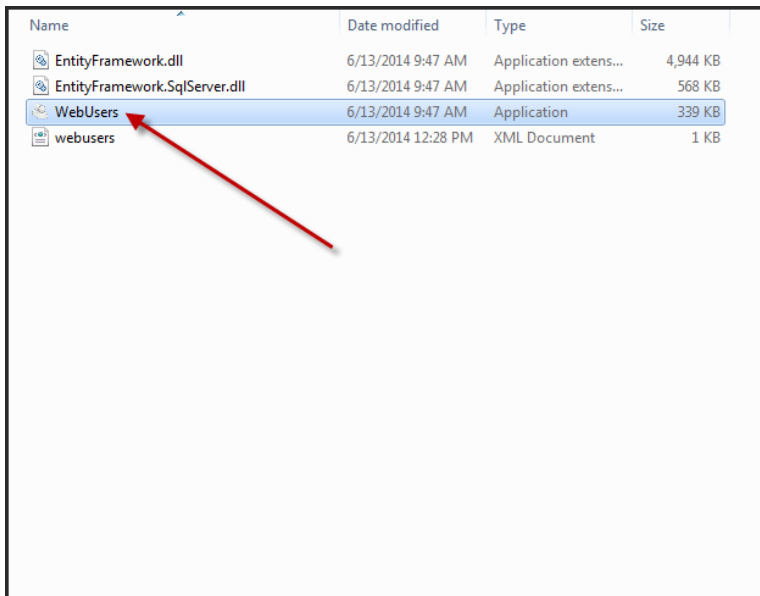 Name Date modified Type Size
EntityFramework.dll 6/13/2014 9:47 AM Application extens... 4,944 KB
EntityFramework.SqlServer.dll 6/13/2014 9:47 AM Application extens... 568 KB
WebUsers 6/13/2014 9:47 AM Application 339 KB
webusers 6/13/2014 12:28 PM XML Document 1 KB